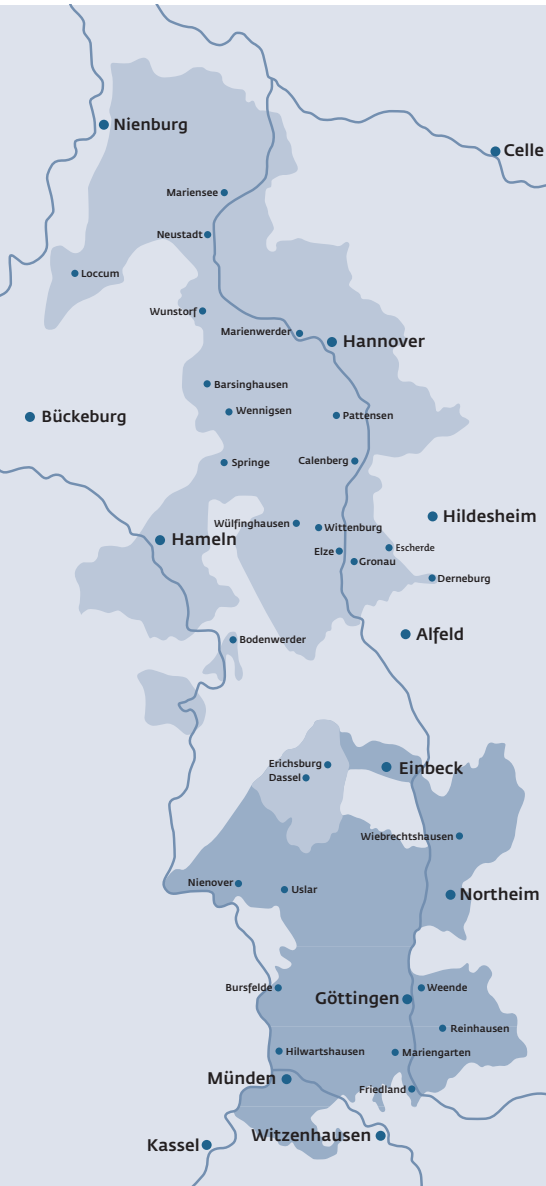 Nienburg
Celle
Mariensee
Neustadt
Loccum
Wunstorf
Marienwerder
Hannover
Barsinghausen
Wennigsen
Pattensen
Bückeburg
Springe
Calenberg
Hildesheim
Wülfinghausen
Wittenburg
Hameln
Elze
Escherde
Gronau
Derneburg
Alfeld
Bodenwerder
Erichsburg
Einbeck
Dassel
Wiebrechtshausen
Nienover
Uslar
Northeim
Bursfelde
Weende
Göttingen
Reinhausen
Hilwartshausen
Mariengarten
Münden
Friedland
Witzenhausen
Kassel